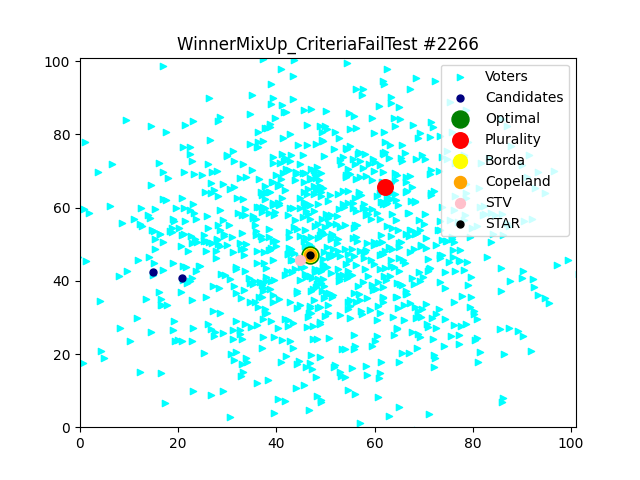 WinnerMixUp_CriteriaFailTest #2266
100
80
60
40
20
0
0
20
40
60
80
100
Voters
Candidates
Optimal
Plurality
Borda
Copeland
STV
STAR